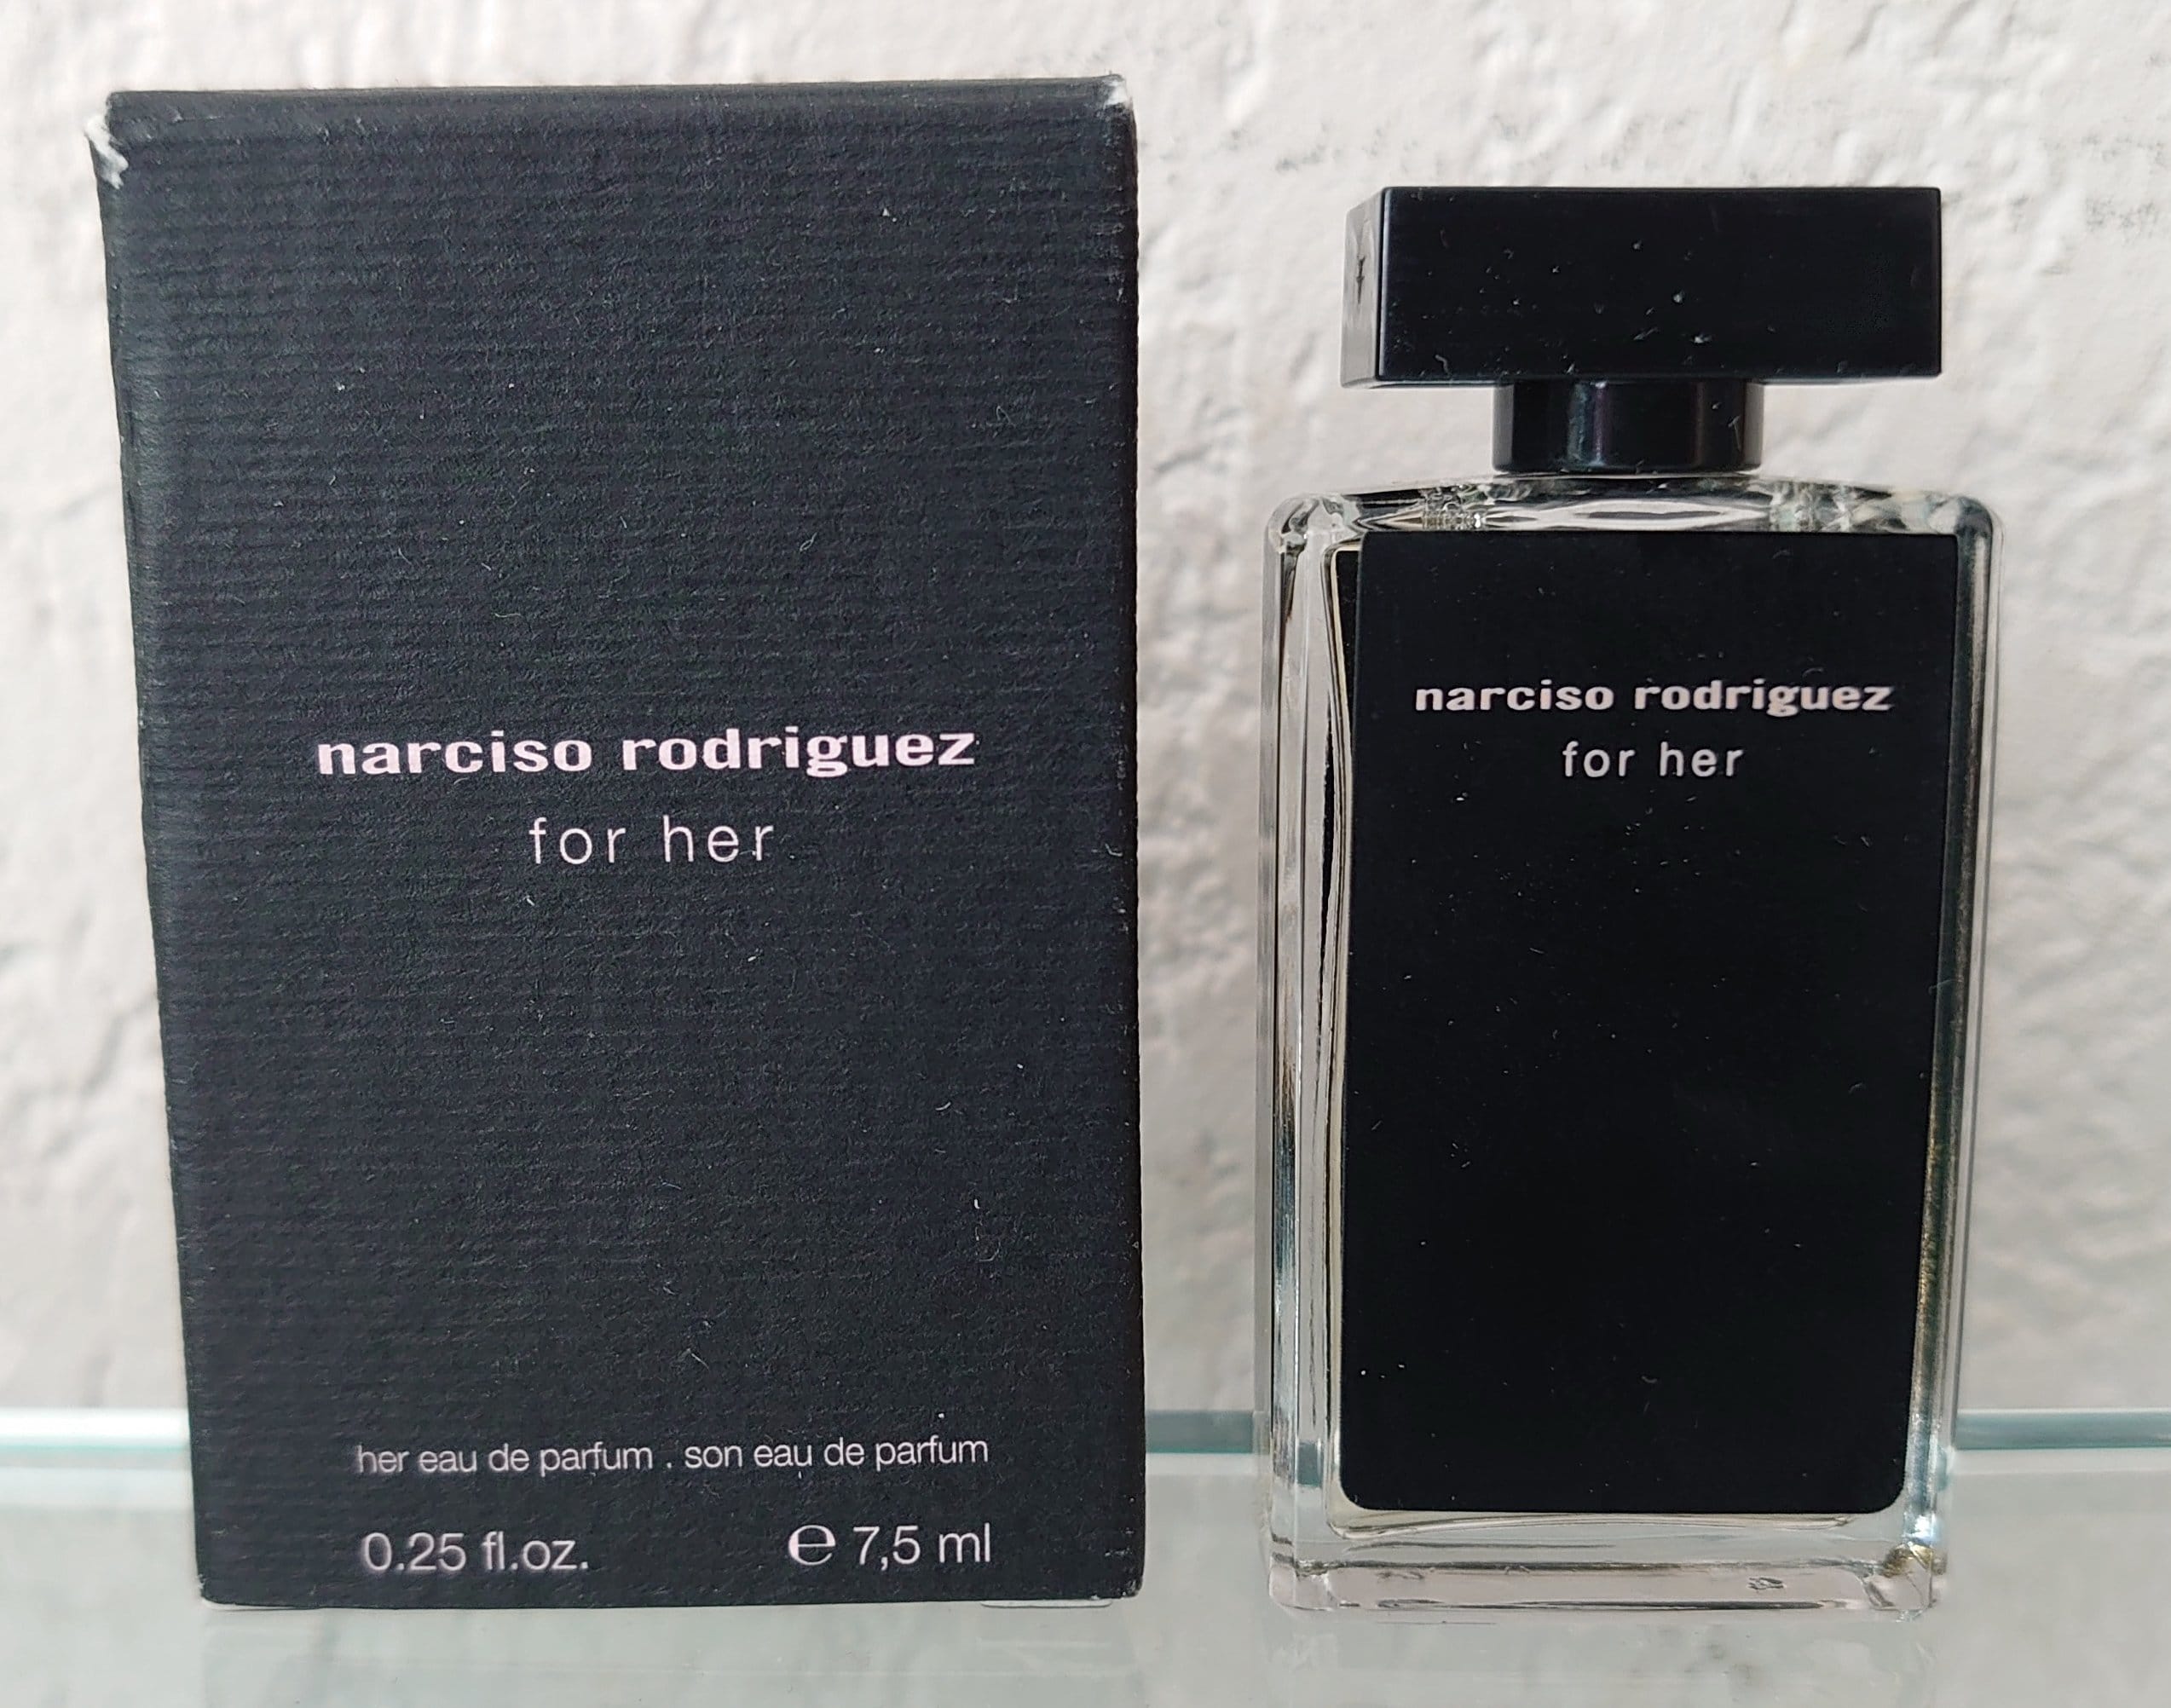 narciso rodriguez
for her
her eau de parfum . son eau de parfum
0.25 fl.oz. ℮ 7,5 ml
narciso rodriguez
for her